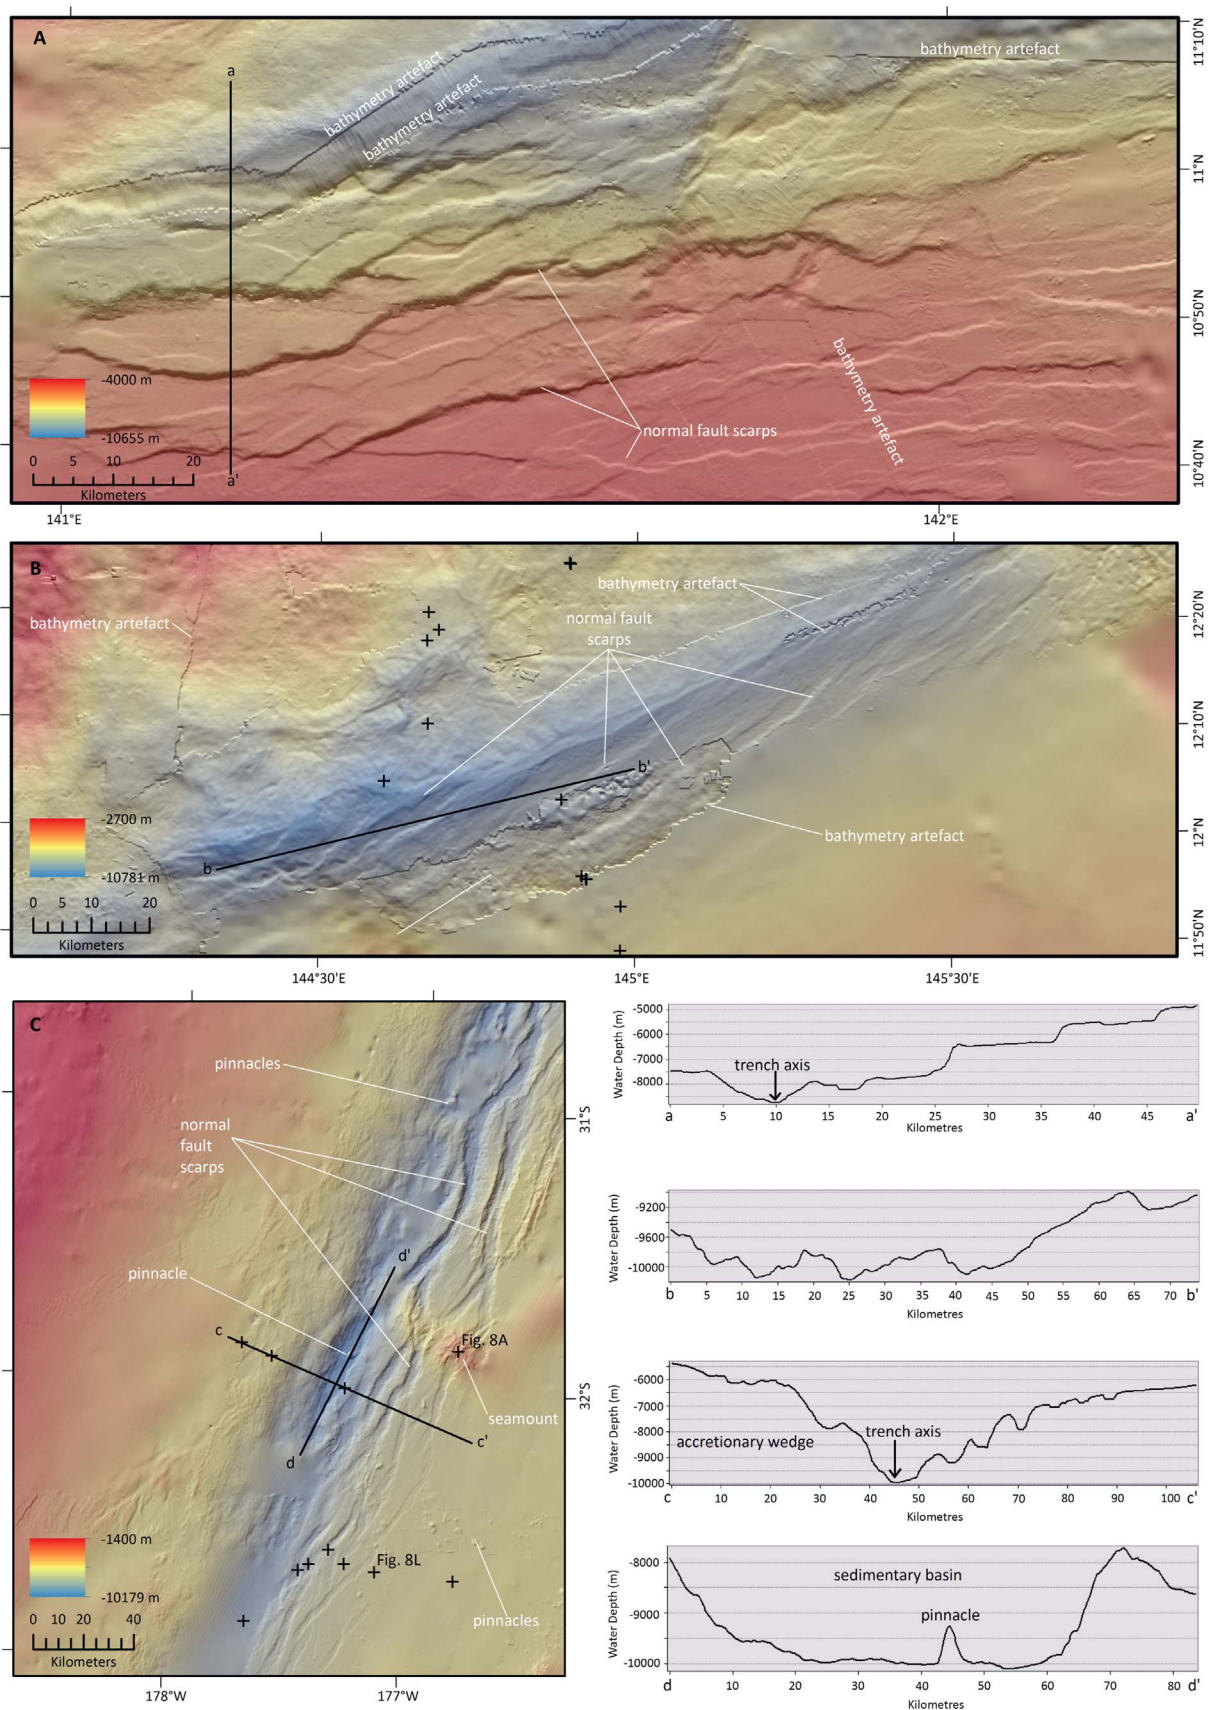 A
a
bathymetry artefact
bathymetry artefact
bathymetry artefact
11°10'N
11°N
10°50'N
10°40'N
bathymetry artefact
normal fault scarps
-4000 m
-10655 m
0 5 10 20
Kilometers
a'
141°E 142°E
B
bathymetry artefact
normal fault
scarps
bathymetry artefact
12°20'N
12°10'N
12°N
11°50'N
b'
b
bathymetry artefact
-2700 m
-10781 m
0 5 10 20
Kilometers
144°30'E 145°E 145°30'E
C
pinnacles
normal
fault
scarps
31°S
d'
pinnacle
c
Fig. 8A
32°S
seamount
c'
d
-1400 m
-10179 m
0 10 20 40
Kilometers
Fig. 8L
pinnacles
178°W 177°W
Water Depth (m)
-5000
-6000
-7000
-8000
trench axis
a 5 10 15 20 25 30 35 40 45 a'
Kilometres
Water Depth (m)
-9200
-9600
-10000
b 5 10 15 20 25 30 35 40 45 50 55 60 65 70 b'
Kilometres
Water Depth (m)
-6000
-7000
-8000
-9000
-10000
trench axis
accretionary wedge
c 10 20 30 40 50 60 70 80 90 100 c'
Kilometres
Water Depth (m)
-8000
-9000
-10000
sedimentary basin
pinnacle
d 10 20 30 40 50 60 70 80 d'
Kilometres